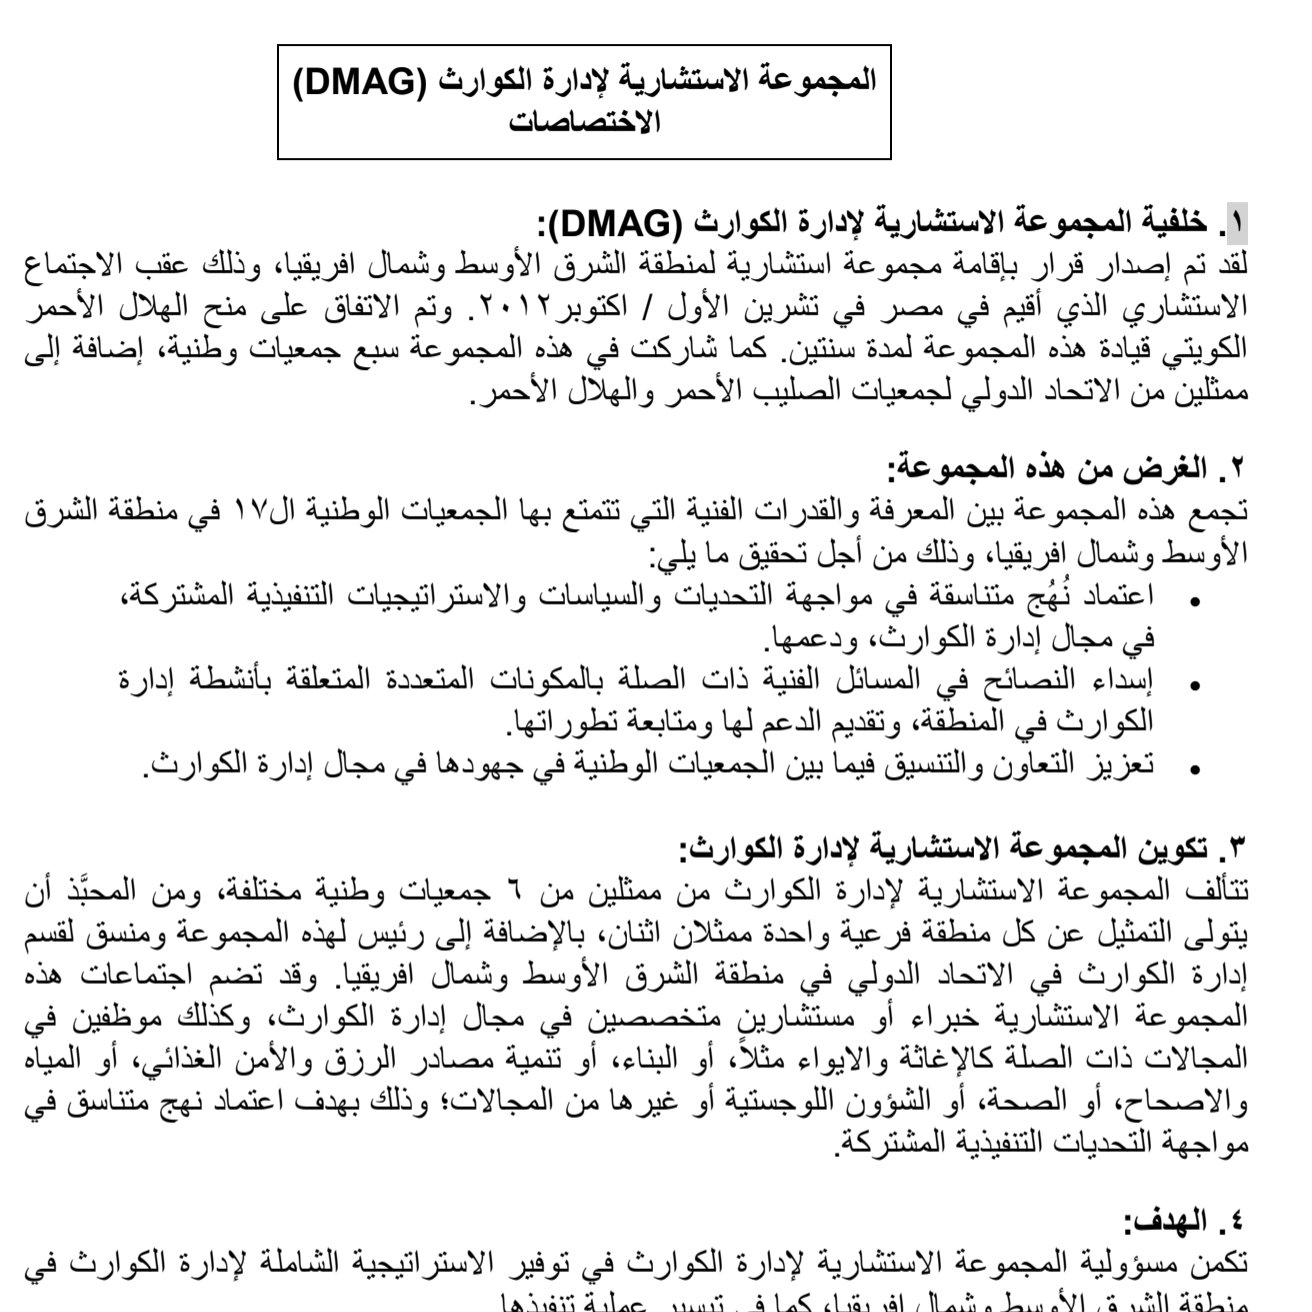 المجموعة الاستشارية لإدارة الكوارث (DMAG)
الاختصاصات
١. خلفية المجموعة الاستشارية لإدارة الكوارث (DMAG):
لقد تم إصدار قرار بإقامة مجموعة استشارية لمنطقة الشرق الأوسط وشمال افريقيا، وذلك عقب الاجتماع
الاستشاري الذي أقيم في مصر في تشرين الأول / اكتوبر٢٠١٢. وتم الاتفاق على منح الهلال الأحمر
الكويتي قيادة هذه المجموعة لمدة سنتين. كما شاركت في هذه المجموعة سبع جمعيات وطنية، إضافة إلى
ممثلين من الاتحاد الدولي لجمعيات الصليب الأحمر والهلال الأحمر.
٢. الغرض من هذه المجموعة:
تجمع هذه المجموعة بين المعرفة والقدرات الفنية التي تتمتع بها الجمعيات الوطنية ال١٧ في منطقة الشرق
الأوسط وشمال افريقيا، وذلك من أجل تحقيق ما يلي:
• اعتماد نُهُج متناسقة في مواجهة التحديات والسياسات والاستراتيجيات التنفيذية المشتركة،
في مجال إدارة الكوارث، ودعمها.
• إسداء النصائح في المسائل الفنية ذات الصلة بالمكونات المتعددة المتعلقة بأنشطة إدارة
الكوارث في المنطقة، وتقديم الدعم لها ومتابعة تطوراتها.
• تعزيز التعاون والتنسيق فيما بين الجمعيات الوطنية في جهودها في مجال إدارة الكوارث.
٣. تكوين المجموعة الاستشارية لإدارة الكوارث:
تتألف المجموعة الاستشارية لإدارة الكوارث من ممثلين من ٦ جمعيات وطنية مختلفة، ومن المحبَّذ أن
يتولى التمثيل عن كل منطقة فرعية واحدة ممثلان اثنان، بالإضافة إلى رئيس لهذه المجموعة ومنسق لقسم
إدارة الكوارث في الاتحاد الدولي في منطقة الشرق الأوسط وشمال افريقيا. وقد تضم اجتماعات هذه
المجموعة الاستشارية خبراء أو مستشارين متخصصين في مجال إدارة الكوارث، وكذلك موظفين في
المجالات ذات الصلة كالإغاثة والايواء مثلاً، أو البناء، أو تنمية مصادر الرزق والأمن الغذائي، أو المياه
والاصحاح، أو الصحة، أو الشؤون اللوجستية أو غيرها من المجالات؛ وذلك بهدف اعتماد نهج متناسق في
مواجهة التحديات التنفيذية المشتركة.
٤. الهدف:
تكمن مسؤولية المجموعة الاستشارية لإدارة الكوارث في توفير الاستراتيجية الشاملة لإدارة الكوارث في
منطقة الشرق الأوسط وشمال افريقيا، كما في تيسير عملية تنفيذها